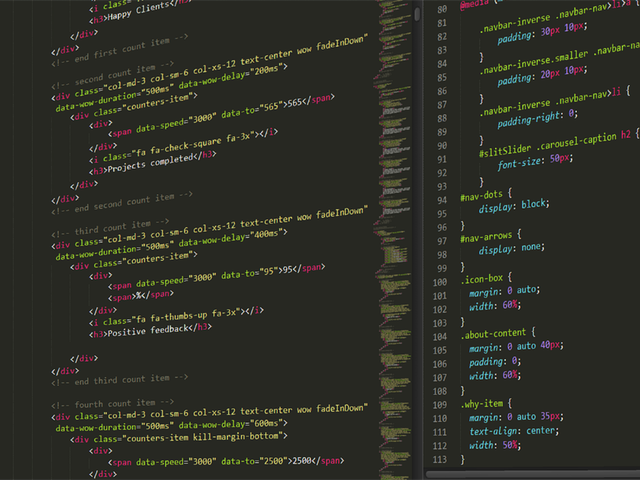 <i class="fa
<h3>Happy Clients</h
</div>
</div>
<!-- end first count item -->
<!-- second count item -->
<div class="col-md-3 col-sm-6 col-xs-12 text-center wow fadeInDown"
data-wow-duration="500ms" data-wow-delay="200ms">
<div class="counters-item">
<div>
<span data-speed="3000" data-to="565">565</span>
</div>
<i class="fa fa-check-square fa-3x"></i>
<h3>Projects completed</h3>
</div>
</div>
<!-- end second count item -->
<!-- third count item -->
<div class="col-md-3 col-sm-6 col-xs-12 text-center wow fadeInDown"
data-wow-duration="500ms" data-wow-delay="400ms">
<div class="counters-item">
<div>
<span data-speed="3000" data-to="95">95</span>
<span>%</span>
</div>
<i class="fa fa-thumbs-up fa-3x"></i>
<h3>Positive feedback</h3>
</div>
</div>
<!-- end third count item -->
<!-- fourth count item -->
<div class="col-md-3 col-sm-6 col-xs-12 text-center wow fadeInDown"
data-wow-duration="500ms" data-wow-delay="600ms">
<div class="counters-item kill-margin-bottom">
<div>
<span data-speed="3000" data-to="2500">2500</span>
</div>
80 @media
81
82 .navbar-inverse .navbar-nav>li>a {
83 padding: 30px 10px;
84 }
85 .navbar-inverse.smaller .navbar-nav>li>
86 padding: 20px 10px;
87 }
88 .navbar-inverse .navbar-nav>li {
89 padding-right: 0;
90 }
91 #slitSlider .carousel-caption h2 {
92 font-size: 50px;
93 }
94 #nav-dots {
95 display: block;
96 }
97 #nav-arrows {
98 display: none;
99 }
100 .icon-box {
101 margin: 0 auto;
102 width: 60%;
103 }
104 .about-content {
105 margin: 0 auto 40px;
106 padding: 0;
107 width: 60%;
108 }
109 .why-item {
110 margin: 0 auto 35px;
111 text-align: center;
112 width: 50%;
113 }